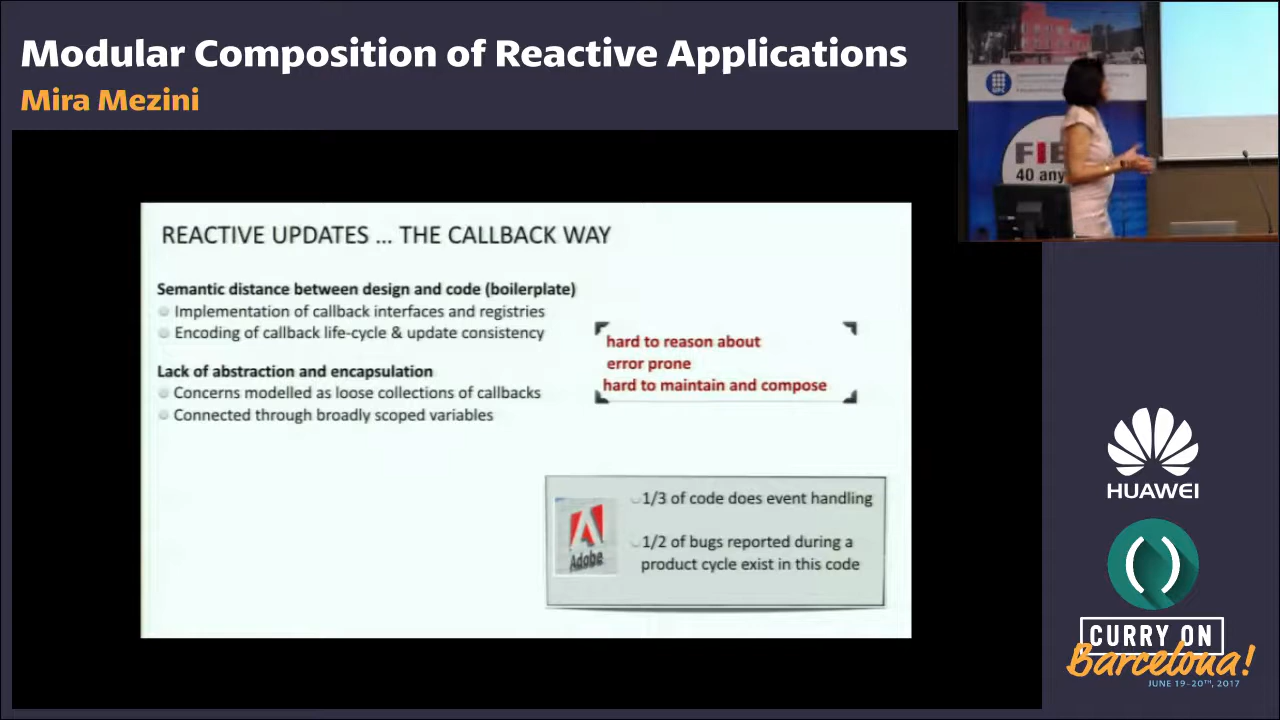 Modular Composition of Reactive Applications
Mira Mezini
UPC
FIB
40 any
REACTIVE UPDATES ... THE CALLBACK WAY
Semantic distance between design and code (boilerplate)
Implementation of callback interfaces and registries
Encoding of callback life-cycle & update consistency
Lack of abstraction and encapsulation
Concerns modelled as loose collections of callbacks
Connected through broadly scoped variables
hard to reason about
error prone
hard to maintain and compose
1/3 of code does event handling
1/2 of bugs reported during a
product cycle exist in this code
Adobe
HUAWEI
CURRY ON
Barcelona!
JUNE 19-20TH, 2017